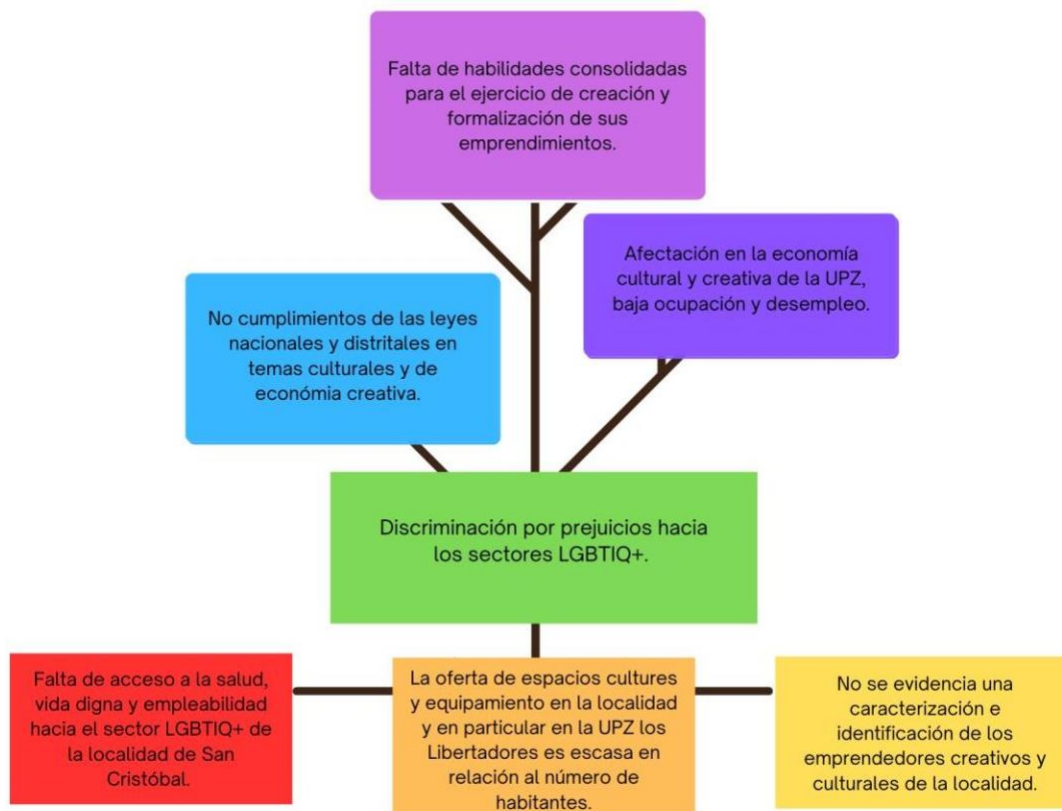 Falta de habilidades consolidadas
para el ejercicio de creación y
formalización de sus
emprendimientos.
Afectación en la economía
cultural y creativa de la UPZ,
baja ocupación y desempleo.
No cumplimientos de las leyes
nacionales y distritales en
temas culturales y de
económia creativa.
Discriminación por prejuicios hacia
los sectores LGBTIQ+.
Falta de acceso a la salud,
vida digna y empleabilidad
hacia el sector LGBTIQ+ de
la localidad de San
Cristóbal.
La oferta de espacios cultures
y equipamiento en la localidad
y en particular en la UPZ los
Libertadores es escasa en
relación al número de
habitantes.
No se evidencia una
caracterización e
identificación de los
emprendedores creativos y
culturales de la localidad.